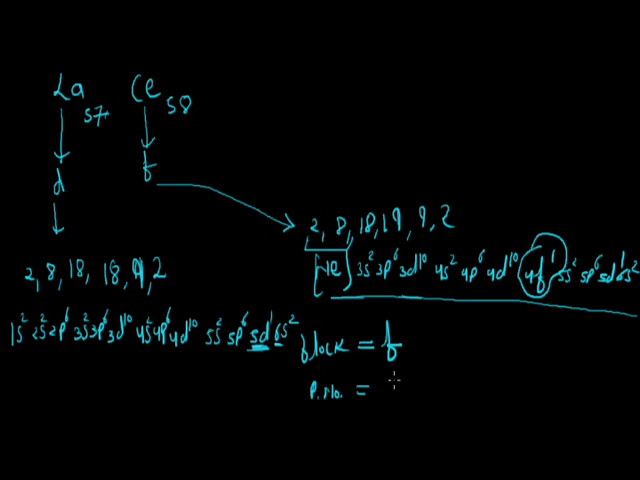 La 57 Ce 58
d f
2, 8, 18, 19, 9, 2
2, 8, 18, 18, 9, 2
[Ne] 3s² 3p⁶ 3d¹⁰ 4s² 4p⁶ 4d¹⁰ 4f¹ 5s² 5p⁶ 5d¹ 6s²
1s² 2s² 2p⁶ 3s² 3p⁶ 3d¹⁰ 4s² 4p⁶ 4d¹⁰ 5s² 5p⁶ 5d¹ 6s²
block = f
P.No. =